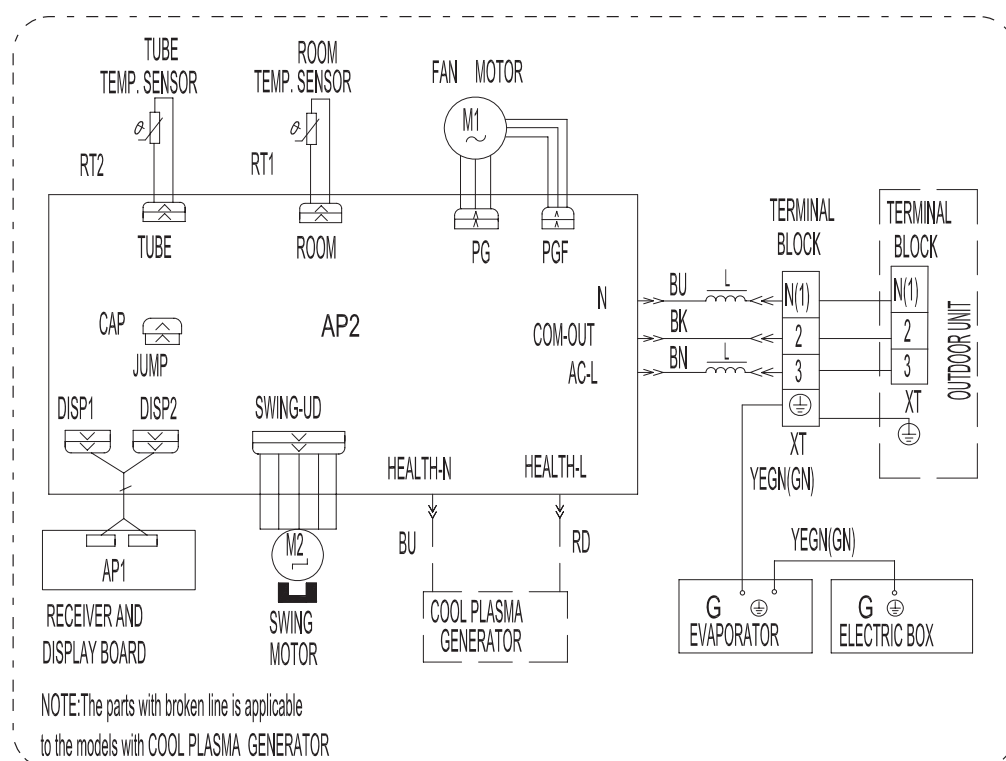 TUBE
TEMP. SENSOR
ROOM
TEMP. SENSOR
FAN MOTOR
M1
θ
θ
RT2
RT1
TUBE
ROOM
PG
PGF
TERMINAL
BLOCK
TERMINAL
BLOCK
N
BU
L
N(1)
N(1)
CAP
JUMP
AP2
COM-OUT
BK
2
2
AC-L
BN
L
3
3
OUTDOOR UNIT
DISP1
DISP2
SWING-UD
XT
XT
YEGN(GN)
HEALTH-N
HEALTH-L
BU
RD
YEGN(GN)
AP1
M2
RECEIVER AND
DISPLAY BOARD
SWING
MOTOR
COOL PLASMA
GENERATOR
G
EVAPORATOR
G
ELECTRIC BOX
NOTE:The parts with broken line is applicable
to the models with COOL PLASMA GENERATOR